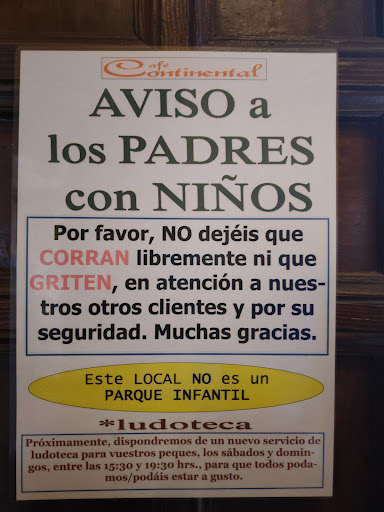 Café
Continental
AVISO a
los PADRES
con NIÑOS
Por favor, NO dejéis que
CORRAN libremente ni que
GRITEN, en atención a nues-
tros otros clientes y por su
seguridad. Muchas gracias.
Este LOCAL NO es un
PARQUE INFANTIL
*ludoteca
Próximamente, dispondremos de un nuevo servicio de
ludoteca para vuestros peques, los sábados y domin-
gos, entre las 15:30 y 19:30 hrs., para que todos poda-
mos/podáis estar a gusto.